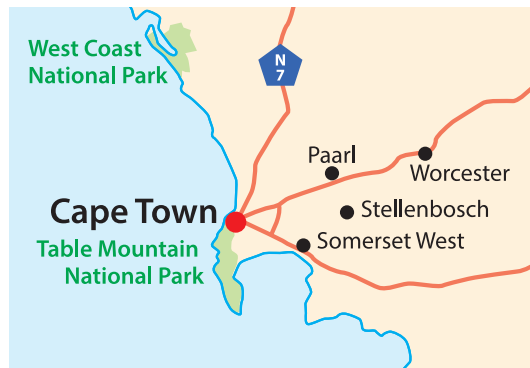 West Coast
National Park
N
7
Paarl
Worcester
Cape Town
Stellenbosch
Table Mountain
National Park
Somerset West